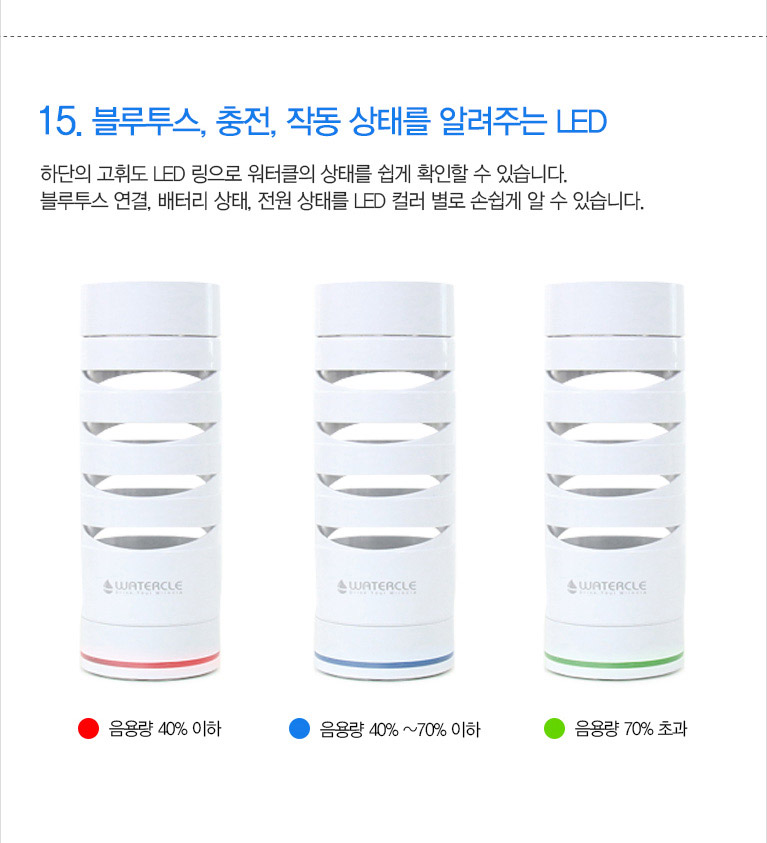 15. 블루투스, 충전, 작동 상태를 알려주는 LED
하단의 고휘도 LED 링으로 워터클의 상태를 쉽게 확인할 수 있습니다.
블루투스 연결, 배터리 상태, 전원 상태를 LED 컬러 별로 손쉽게 알 수 있습니다.
WATERCLE WATERCLE WATERCLE
음용량 40% 이하 음용량 40% ~70% 이하 음용량 70% 초과